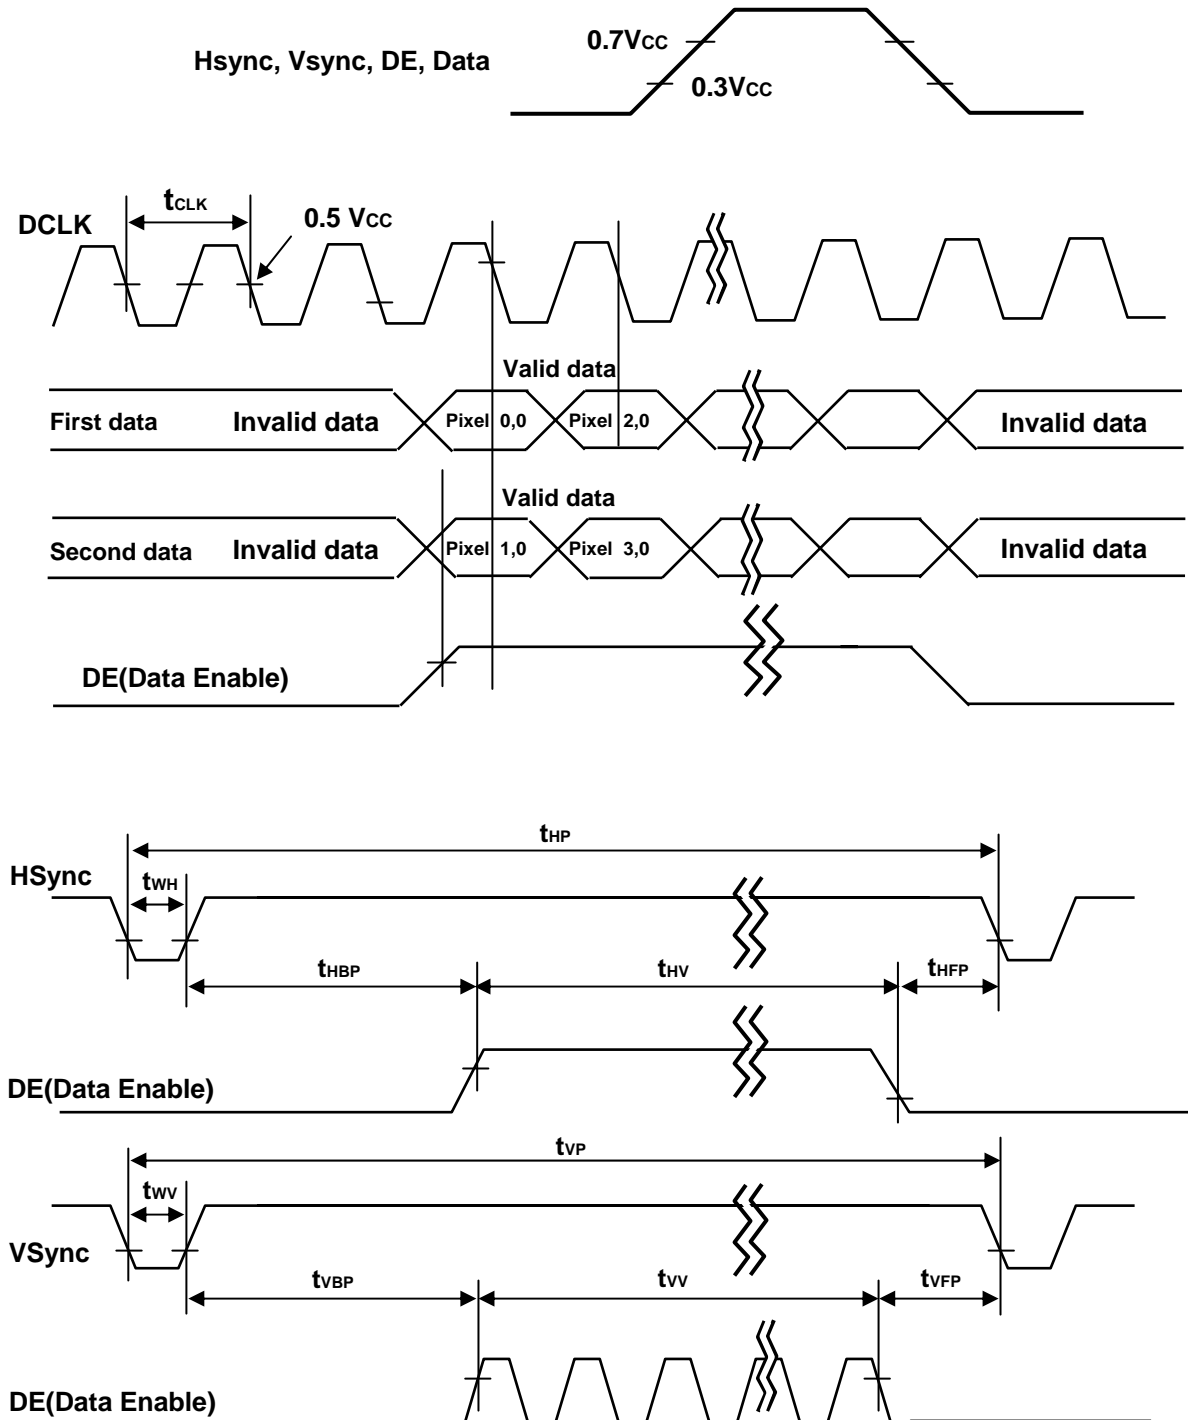 0.7VCC
Hsync, Vsync, DE, Data
0.3VCC
tCLK
DCLK
0.5 VCC
Valid data
First data Invalid data Pixel 0,0 Pixel 2,0 Invalid data
Valid data
Second data Invalid data Pixel 1,0 Pixel 3,0 Invalid data
DE(Data Enable)
tHP
HSync
tWH
tHBP tHV tHFP
DE(Data Enable)
tVP
tWV
VSync
tVBP tVV tVFP
DE(Data Enable)